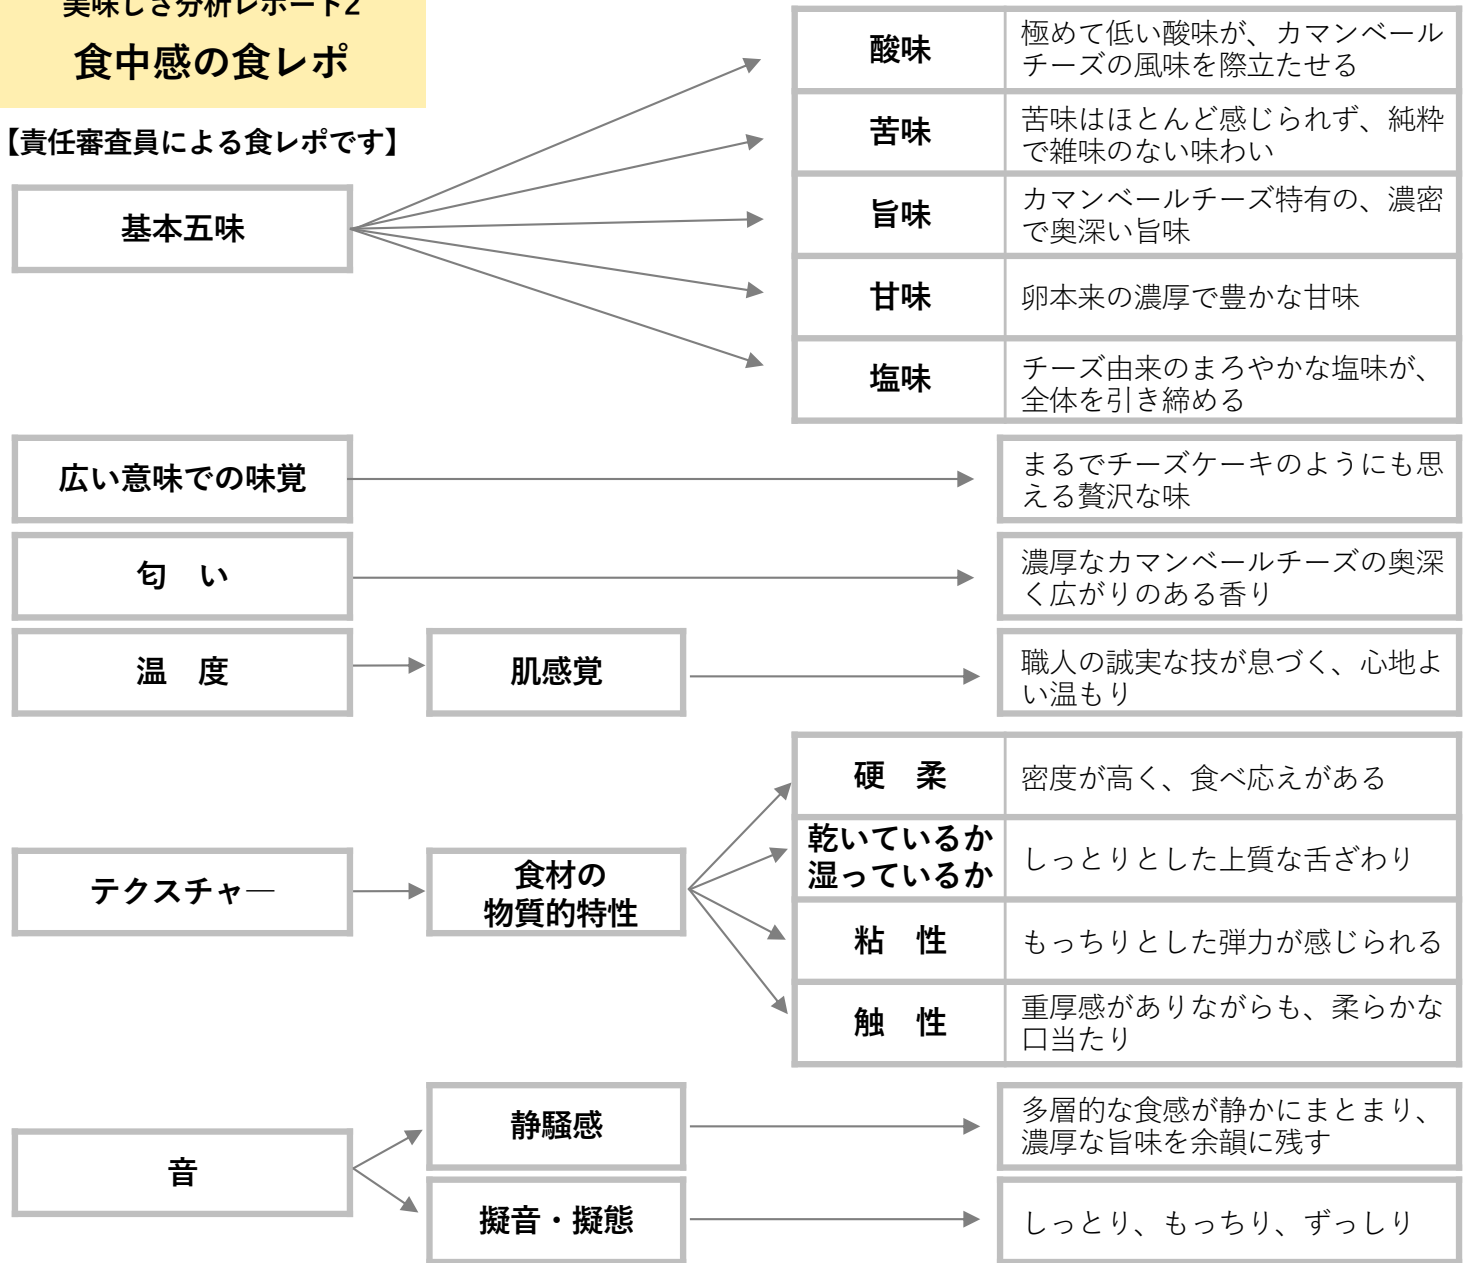 美味しさ分析レポート2
食中感の食レポ
【責任審査員による食レポです】
基本五味
酸味
極めて低い酸味が、カマンベール
チーズの風味を際立たせる
苦味
苦味はほとんど感じられず、純粋
で雑味のない味わい
旨味
カマンベールチーズ特有の、濃密
で奥深い旨味
甘味
卵本来の濃厚で豊かな甘味
塩味
チーズ由来のまろやかな塩味が、
全体を引き締める
広い意味での味覚
まるでチーズケーキのようにも思
える贅沢な味
匂　い
濃厚なカマンベールチーズの奥深
く広がりのある香り
温　度
肌感覚
職人の誠実な技が息づく、心地よ
い温もり
テクスチャ―
食材の
物質的特性
硬　柔
密度が高く、食べ応えがある
乾いているか
湿っているか
しっとりとした上質な舌ざわり
粘　性
もっちりとした弾力が感じられる
触　性
重厚感がありながらも、柔らかな
口当たり
音
静騒感
多層的な食感が静かにまとまり、
濃厚な旨味を余韻に残す
擬音・擬態
しっとり、もっちり、ずっしり